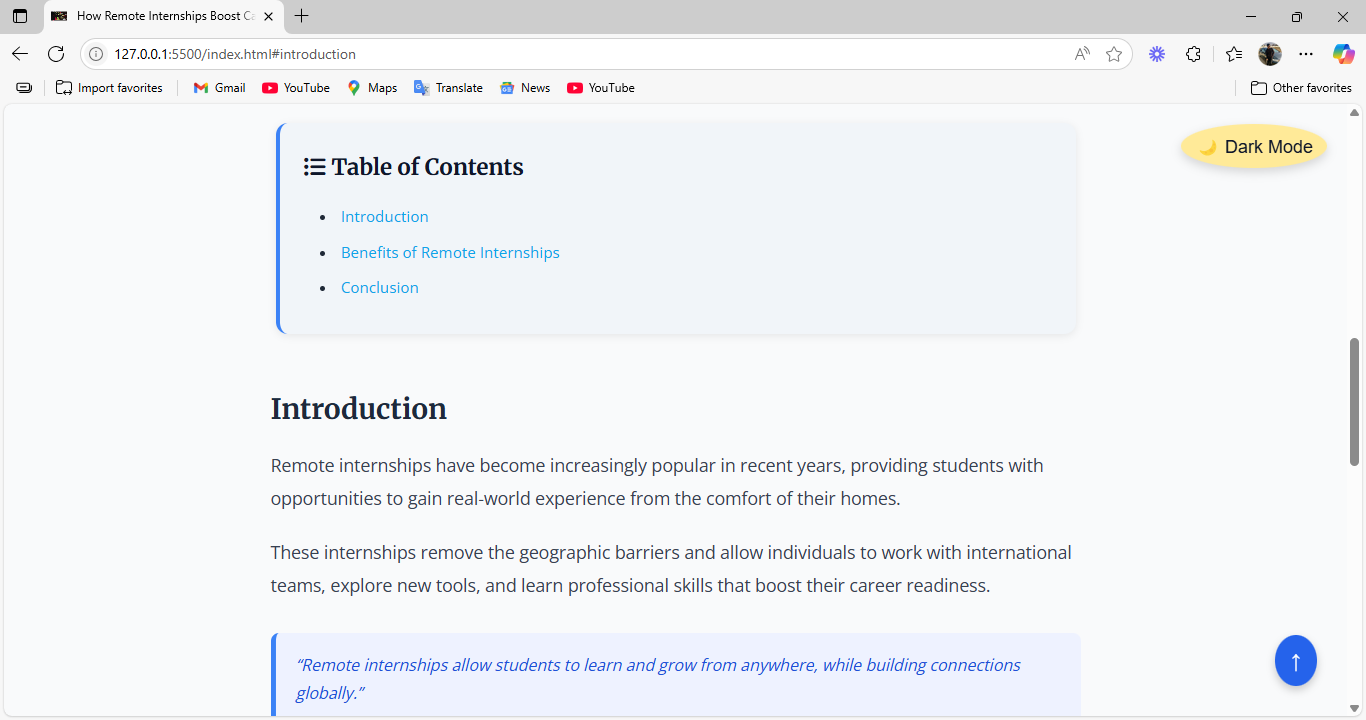 How Remote Internships Boost Ca
127.0.0.1:5500/index.html#introduction
Import favorites
Gmail
YouTube
Maps
Translate
News
YouTube
Other favorites
Table of Contents
Dark Mode
• Introduction
• Benefits of Remote Internships
• Conclusion
Introduction
Remote internships have become increasingly popular in recent years, providing students with
opportunities to gain real-world experience from the comfort of their homes.
These internships remove the geographic barriers and allow individuals to work with international
teams, explore new tools, and learn professional skills that boost their career readiness.
“Remote internships allow students to learn and grow from anywhere, while building connections
globally.”
↑